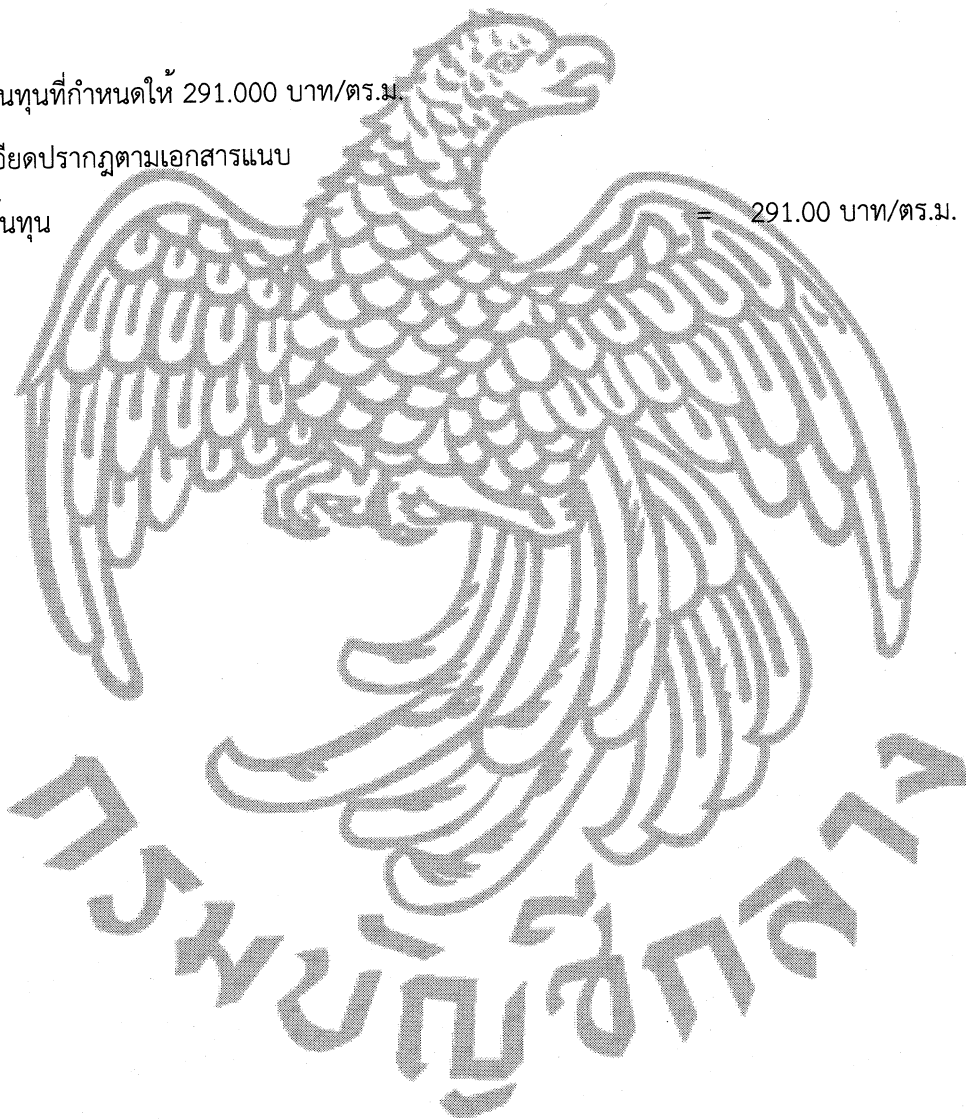 นทุนที่กำหนดให้ 291.000 บาท/ตร.ม.
อียดปรากฎตามเอกสารแนบ
้นทุน = 291.00 บาท/ตร.ม.
กรมบัญชีกลาง